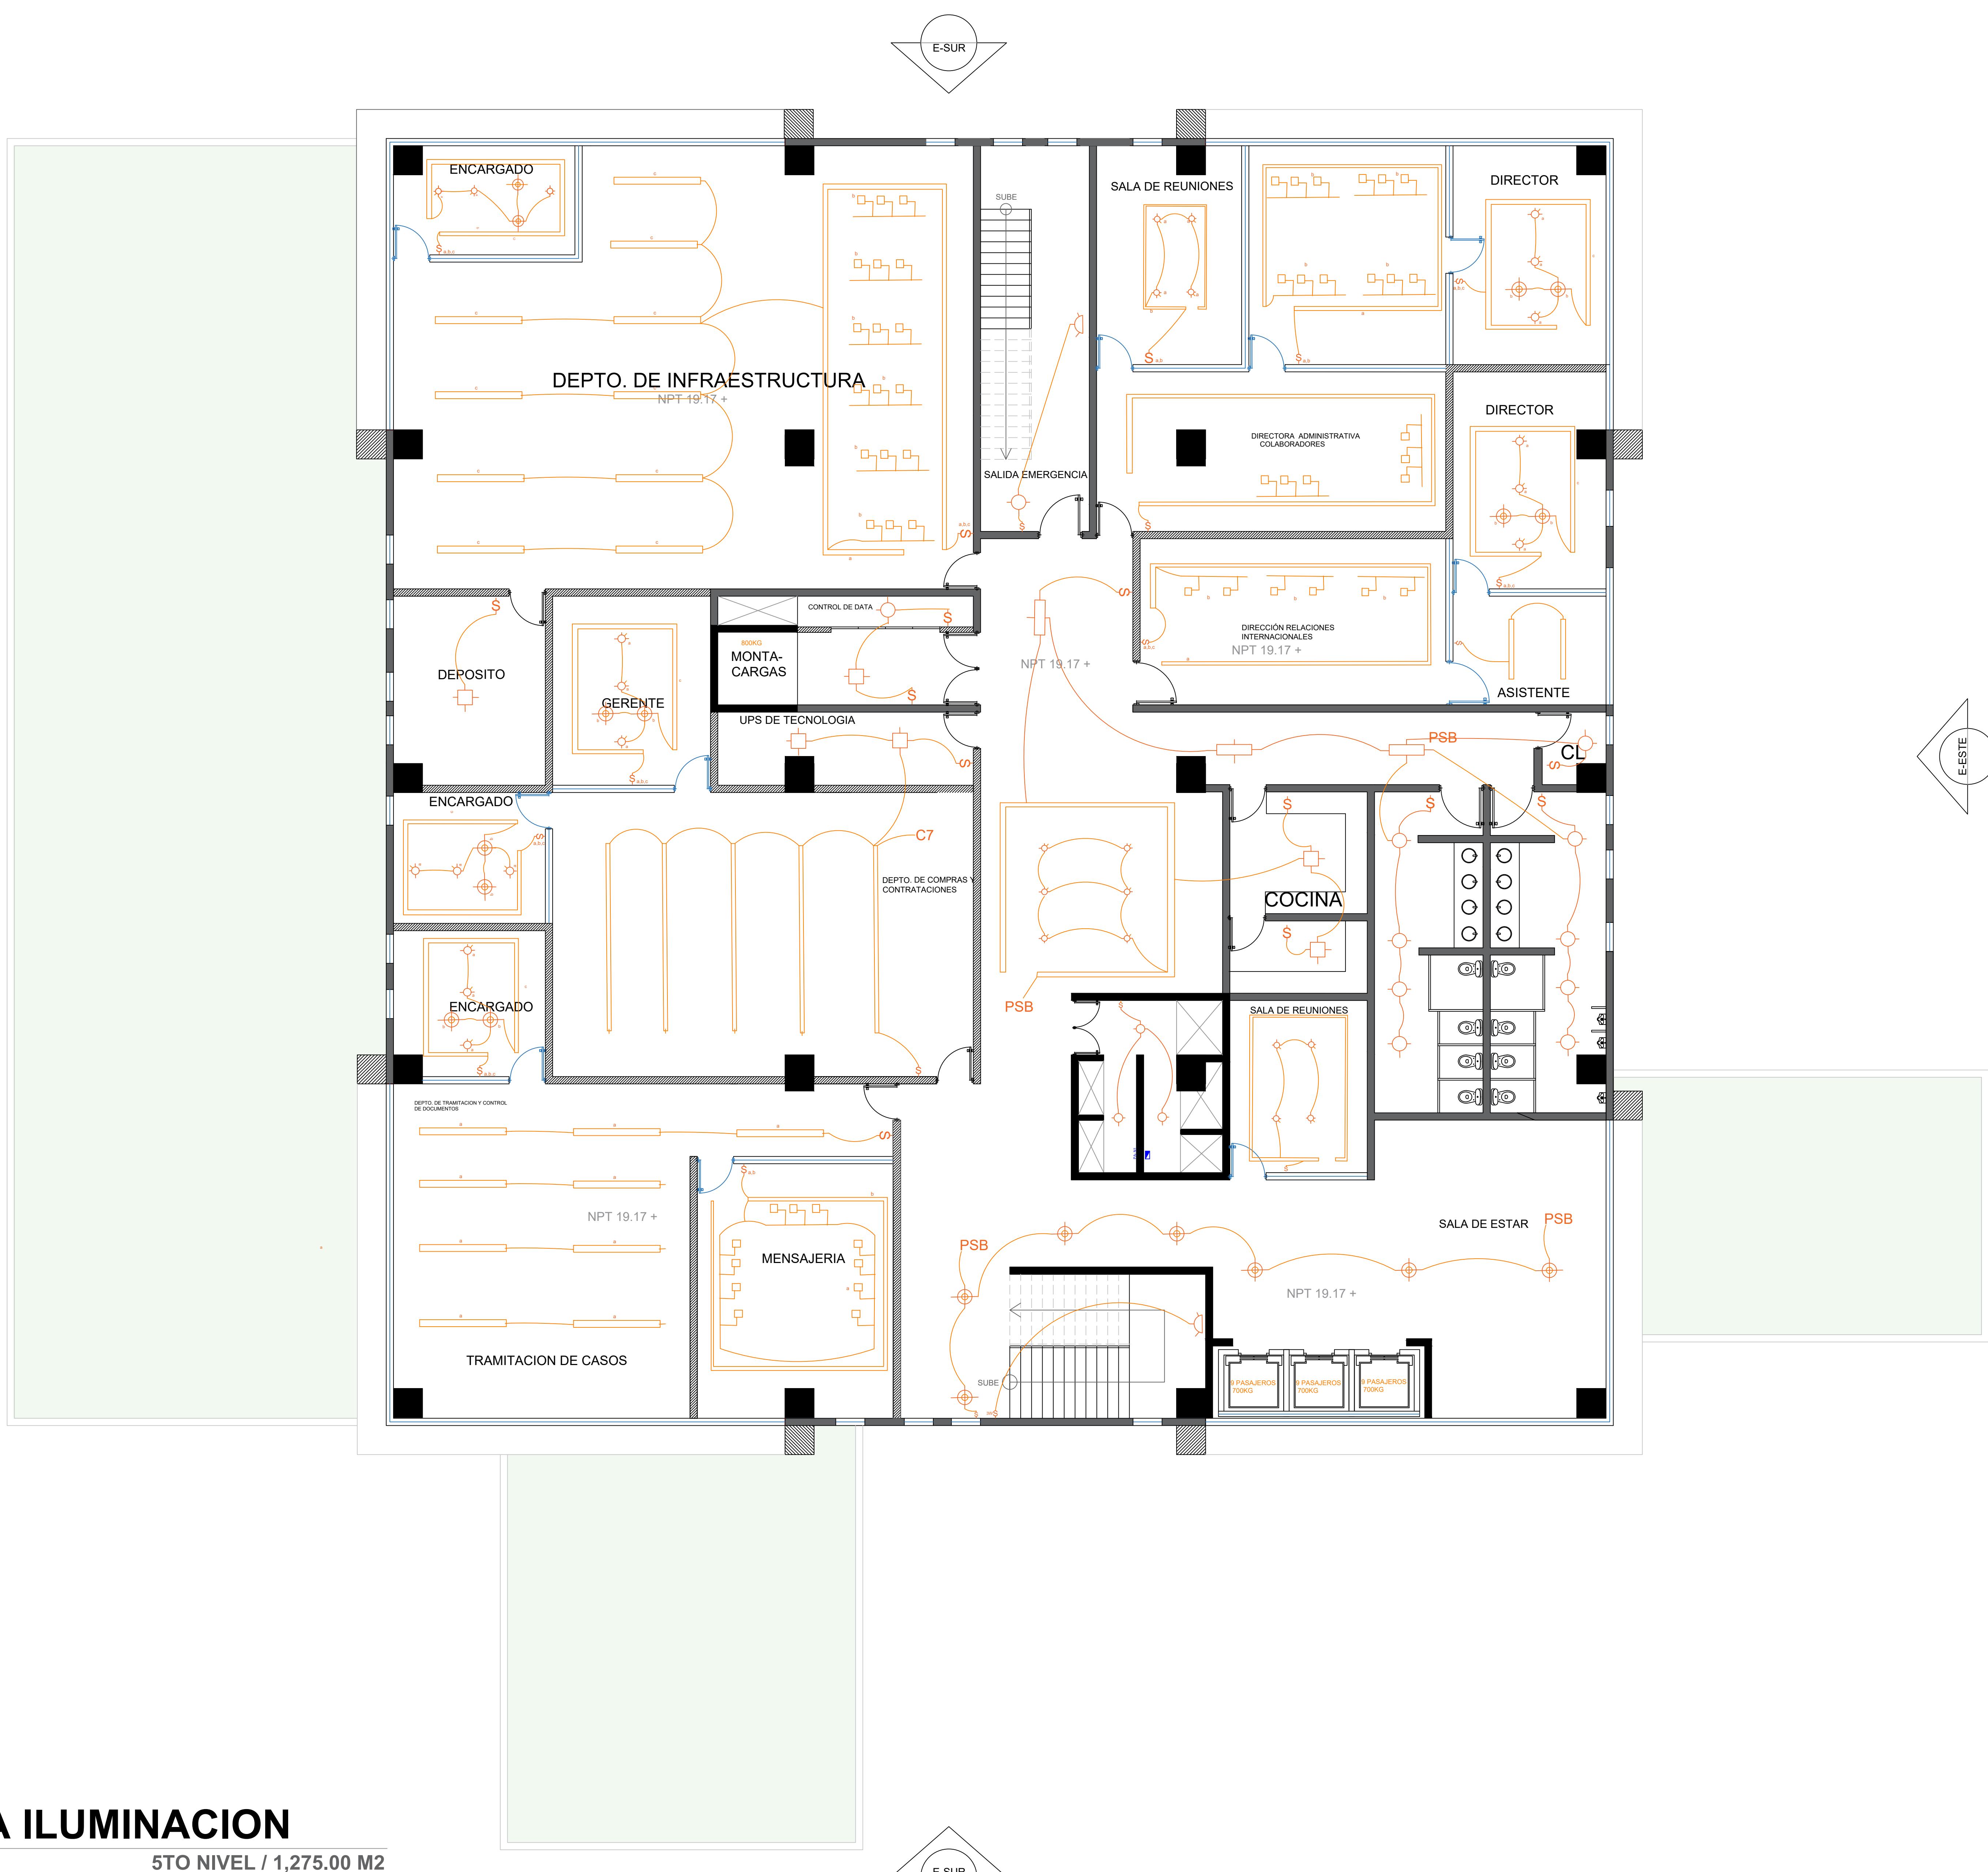 E-SUR
ENCARGADO
SALA DE REUNIONES
DIRECTOR
SUBE
a,b,c
a,b
a,b
a,b,c
DEPTO. DE INFRAESTRUCTURA
NPT 19.17 +
DIRECTOR
DIRECTORA ADMINISTRATIVA
COLABORADORES
SALIDA EMERGENCIA
a,b,c
a,b,c
CONTROL DE DATA
DIRECCIÓN RELACIONES
INTERNACIONALES
NPT 19.17 +
a,b,c
800KG
MONTA-
CARGAS
NPT 19.17 +
DEPOSITO
GERENTE
ASISTENTE
UPS DE TECNOLOGIA
PSB
CL
E-ESTE
a,b,c
ENCARGADO
a,b,c
C7
DEPTO. DE COMPRAS Y
CONTRATACIONES
COCINA
ENCARGADO
PSB
SALA DE REUNIONES
a,b,c
DEPTO. DE TRAMITACION Y CONTROL
DE DOCUMENTOS
a,b
NPT 19.17 +
MENSAJERIA
PSB
SALA DE ESTAR
PSB
NPT 19.17 +
TRAMITACION DE CASOS
SUBE
9 PASAJEROS
700KG
9 PASAJEROS
700KG
9 PASAJEROS
700KG
A ILUMINACION
5TO NIVEL / 1,275.00 M2
E-SUR